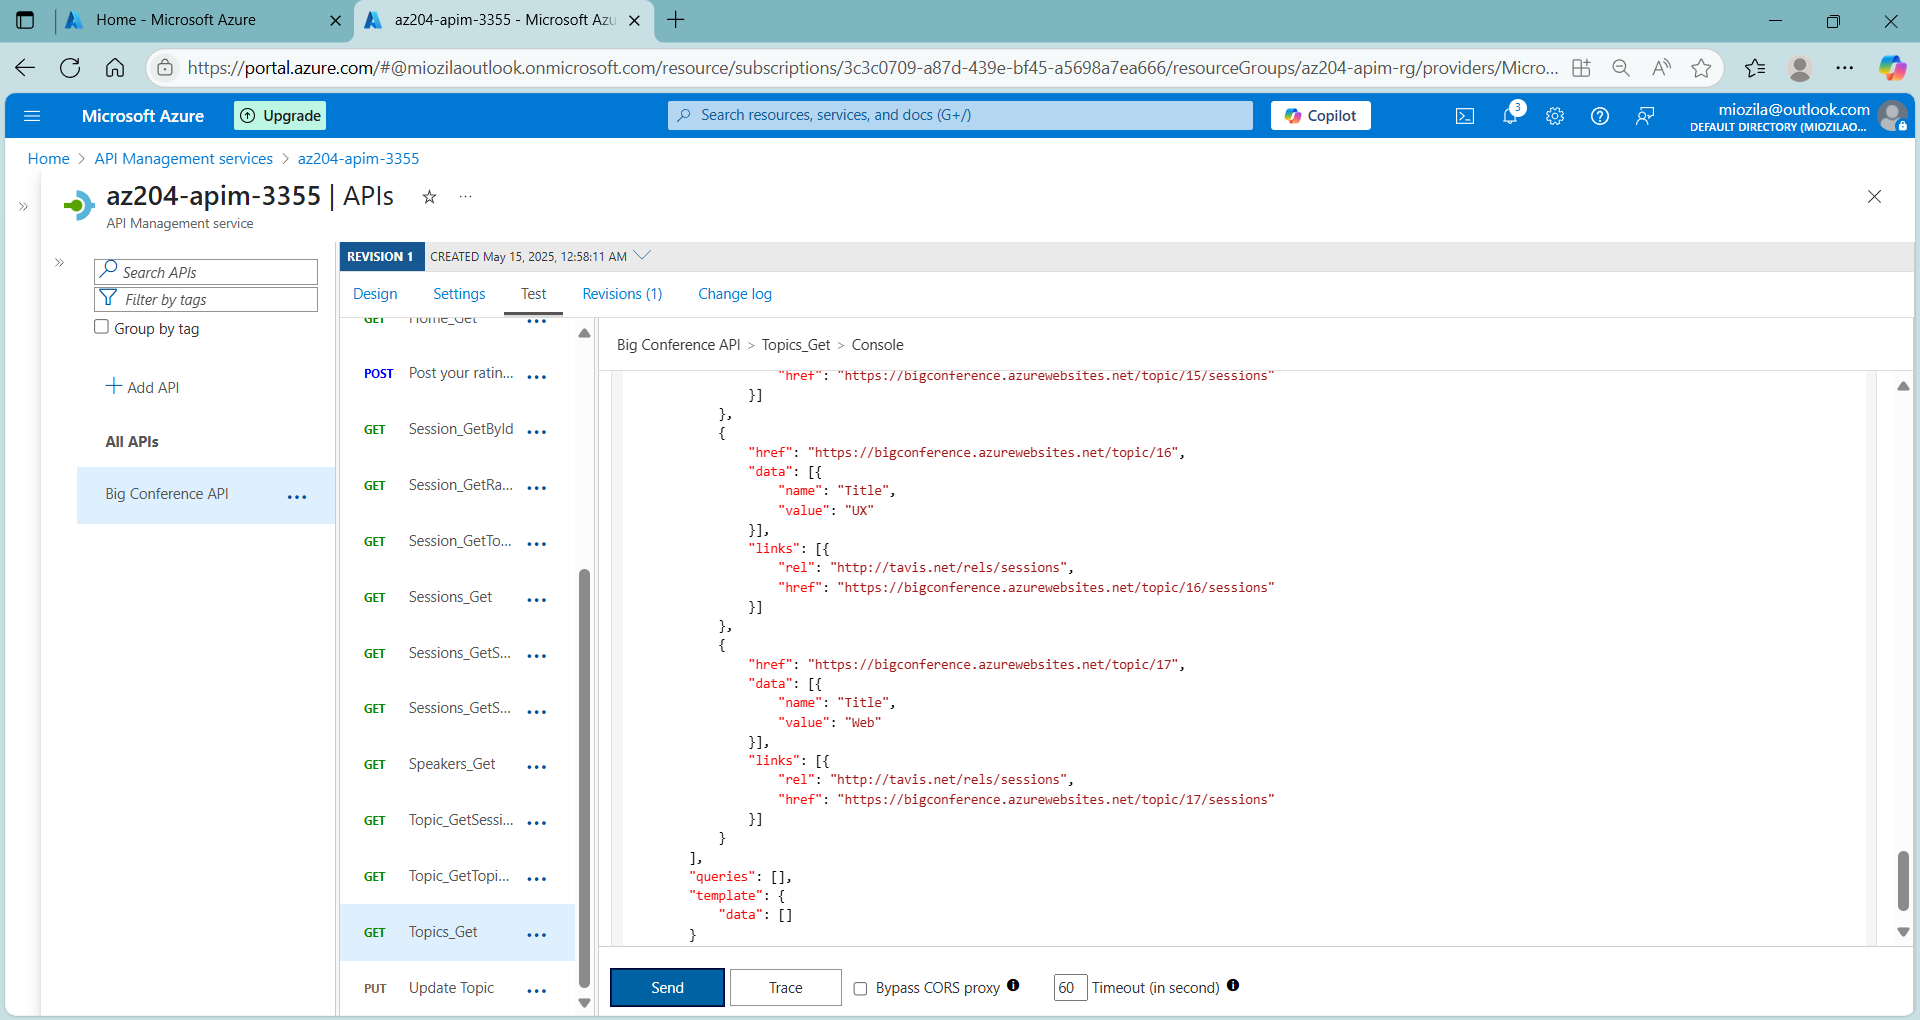 Home - Microsoft Azure
az204-apim-3355 - Microsoft Azu
https://portal.azure.com/#@miozilaoutlook.onmicrosoft.com/resource/subscriptions/3c3c0709-a87d-439e-bf45-a5698a7ea666/resourceGroups/az204-apim-rg/providers/Micro...
Microsoft Azure
Upgrade
Search resources, services, and docs (G+/)
Copilot
3
miozila@outlook.com
DEFAULT DIRECTORY (MIOZILAO...
Home > API Management services > az204-apim-3355
az204-apim-3355 | APIs
API Management service
Search APIs
Filter by tags
Group by tag
+ Add API
All APIs
Big Conference API
REVISION 1 CREATED May 15, 2025, 12:58:11 AM
Design Settings Test Revisions (1) Change log
GET Home_Get
POST Post your ratin...
GET Session_GetById
GET Session_GetRa...
GET Session_GetTo...
GET Sessions_Get
GET Sessions_GetS...
GET Sessions_GetS...
GET Speakers_Get
GET Topic_GetSessi...
GET Topic_GetTopi...
GET Topics_Get
PUT Update Topic
Big Conference API > Topics_Get > Console
"href": "https://bigconference.azurewebsites.net/topic/15/sessions"
}]
},
{
"href": "https://bigconference.azurewebsites.net/topic/16",
"data": [{
"name": "Title",
"value": "UX"
}],
"links": [{
"rel": "http://tavis.net/rels/sessions",
"href": "https://bigconference.azurewebsites.net/topic/16/sessions"
}]
},
{
"href": "https://bigconference.azurewebsites.net/topic/17",
"data": [{
"name": "Title",
"value": "Web"
}],
"links": [{
"rel": "http://tavis.net/rels/sessions",
"href": "https://bigconference.azurewebsites.net/topic/17/sessions"
}]
}
],
"queries": [],
"template": {
"data": []
}
Send
Trace
Bypass CORS proxy
60 Timeout (in second)